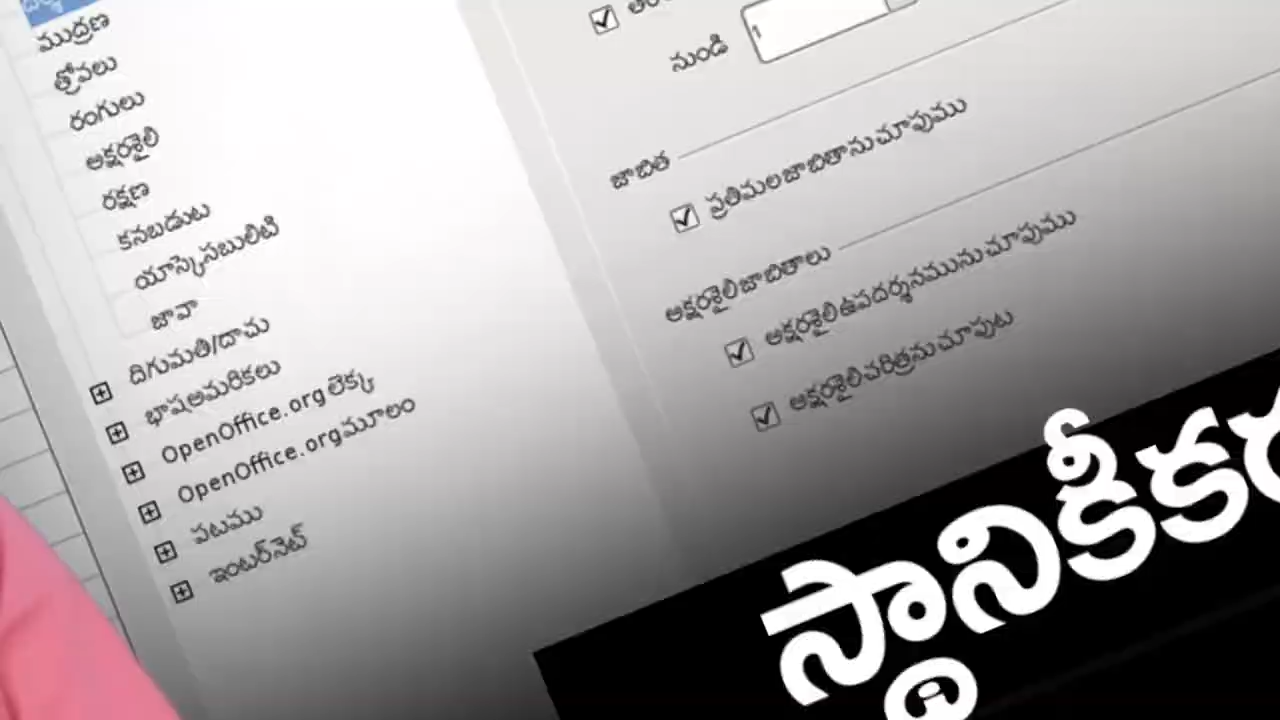 ముద్రణ
త్రోవలు
రంగులు
అక్షరశైలి
రక్షణ
కనబడుట
యాక్సెసబులిటి
జావా
దిగుమతి/దాచు
భాషఅమరికలు
OpenOffice.org లెక్క
OpenOffice.orgమూలం
పటము
ఇంటర్‌నెట్
నుండి
1
జాబిత
ప్రతిమలజాబితానుచూపుము
అక్షరశైలిజాబితాలు
అక్షరశైలిఉపదర్శనమునుచూపుము
అక్షరశైలిచరిత్రనుచూపుట